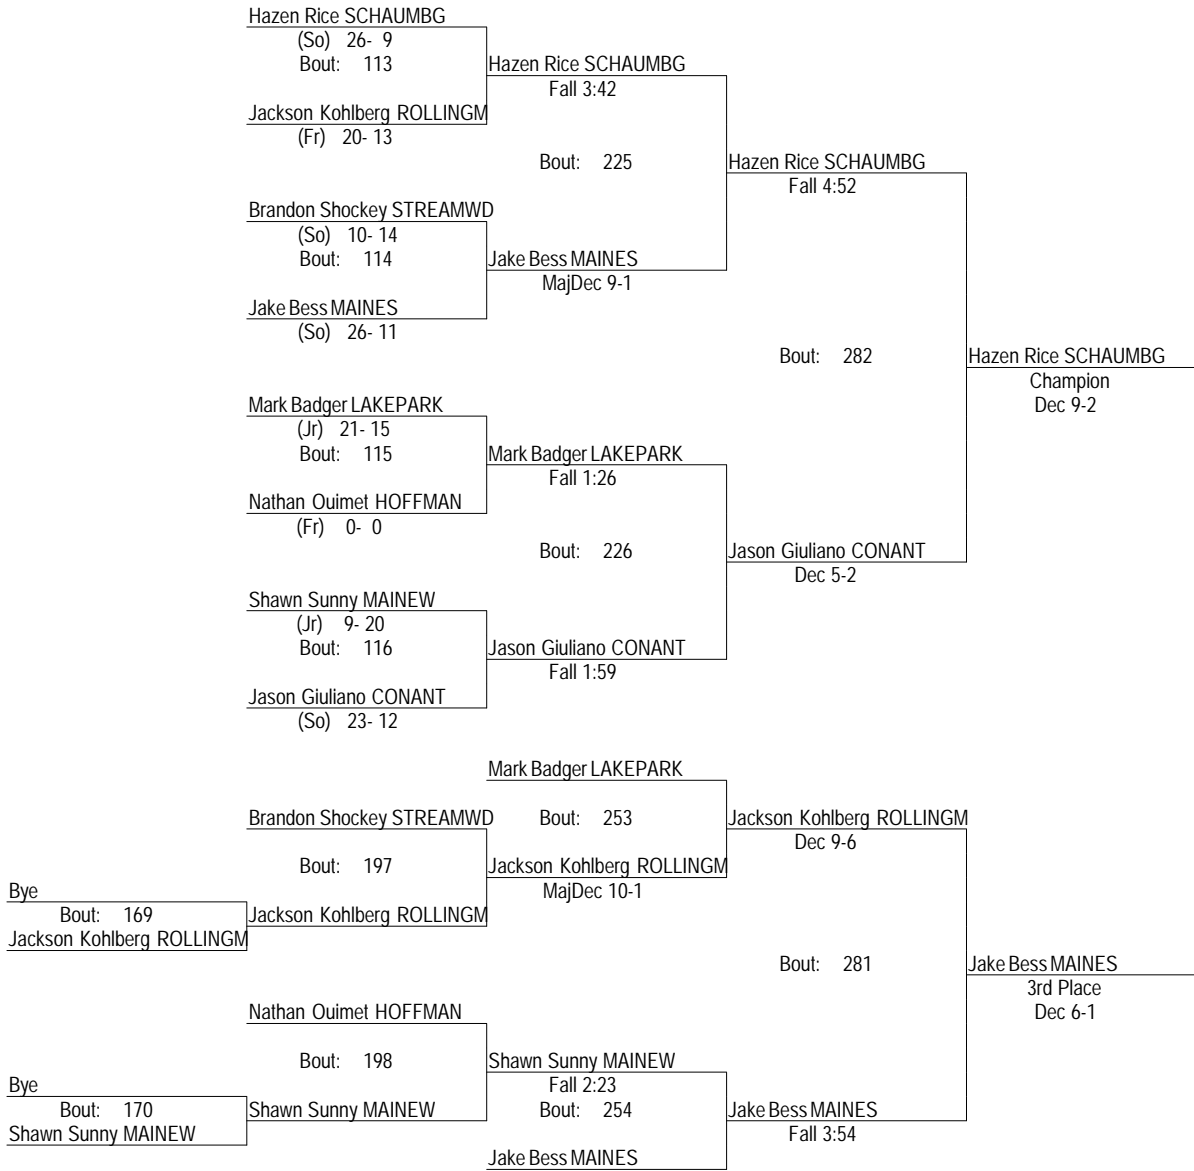 Hazen Rice SCHAUMBG
(So) 26- 9
Bout: 113
Hazen Rice SCHAUMBG
Fall 3:42
Jackson Kohlberg ROLLINGM
(Fr) 20- 13
Bout: 225
Hazen Rice SCHAUMBG
Fall 4:52
Brandon Shockey STREAMWD
(So) 10- 14
Bout: 114
Jake Bess MAINES
MajDec 9-1
Jake Bess MAINES
(So) 26- 11
Bout: 282
Hazen Rice SCHAUMBG
Champion
Dec 9-2
Mark Badger LAKEPARK
(Jr) 21- 15
Bout: 115
Mark Badger LAKEPARK
Fall 1:26
Nathan Ouimet HOFFMAN
(Fr) 0- 0
Bout: 226
Jason Giuliano CONANT
Dec 5-2
Shawn Sunny MAINEW
(Jr) 9- 20
Bout: 116
Jason Giuliano CONANT
Fall 1:59
Jason Giuliano CONANT
(So) 23- 12
Mark Badger LAKEPARK
Brandon Shockey STREAMWD
Bout: 253
Jackson Kohlberg ROLLINGM
Dec 9-6
Bout: 197
Jackson Kohlberg ROLLINGM
MajDec 10-1
Bye
Bout: 169
Jackson Kohlberg ROLLINGM
Jackson Kohlberg ROLLINGM
Bout: 281
Jake Bess MAINES
3rd Place
Dec 6-1
Nathan Ouimet HOFFMAN
Bout: 198
Shawn Sunny MAINEW
Fall 2:23
Bye
Bout: 170
Shawn Sunny MAINEW
Shawn Sunny MAINEW
Bout: 254
Jake Bess MAINES
Fall 3:54
Jake Bess MAINES